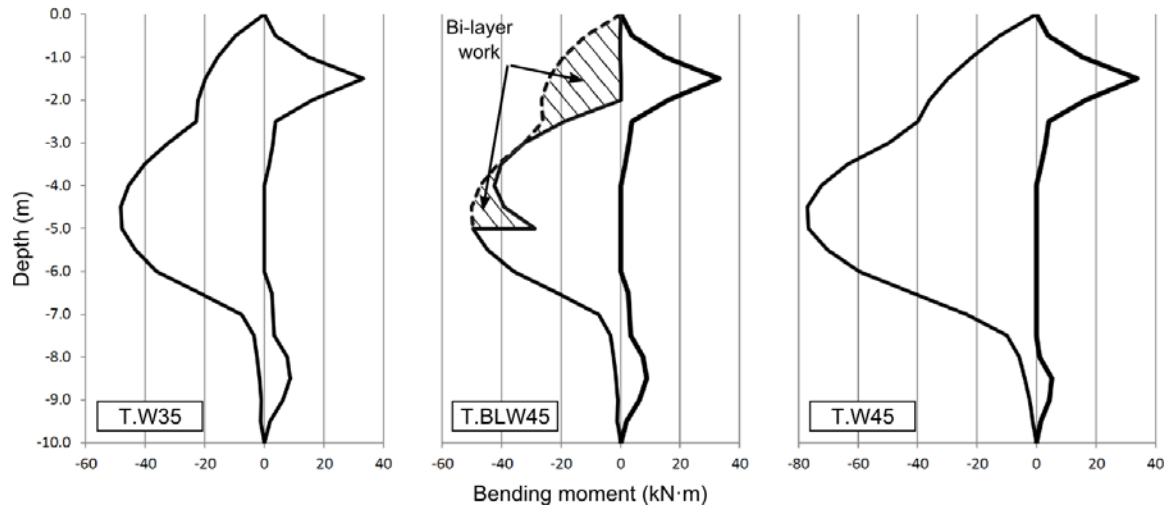 Bi-layer
work
Depth (m)
0.0
-1.0
-2.0
-3.0
-4.0
-5.0
-6.0
-7.0
-8.0
-9.0
-10.0
T.W35
T.BLW45
T.W45
-60 -40 -20 0 20 40
-60 -40 -20 0 20 40
-80 -60 -40 -20 0 20 40
Bending moment (kN·m)